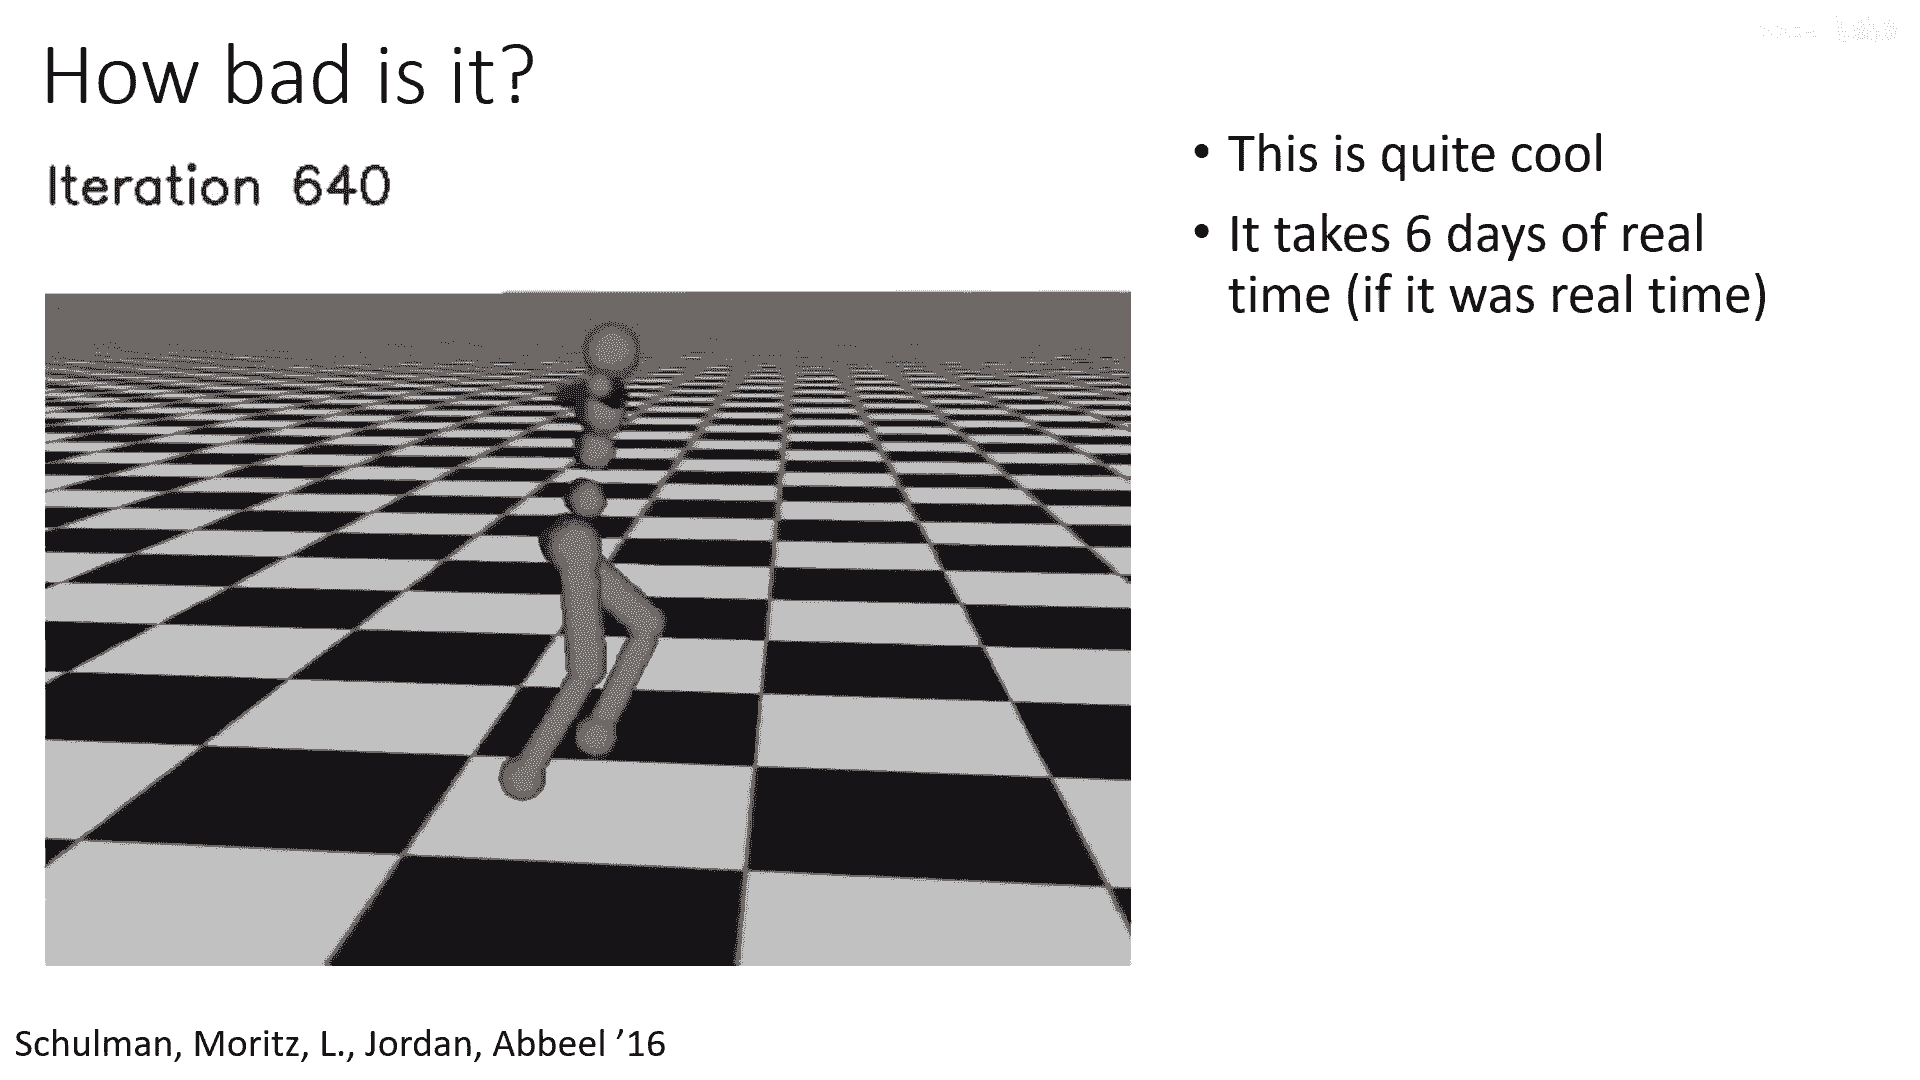 How bad is it?
Iteration 640
• This is quite cool
• It takes 6 days of real
time (if it was real time)
Schulman, Moritz, L., Jordan, Abbeel ’16